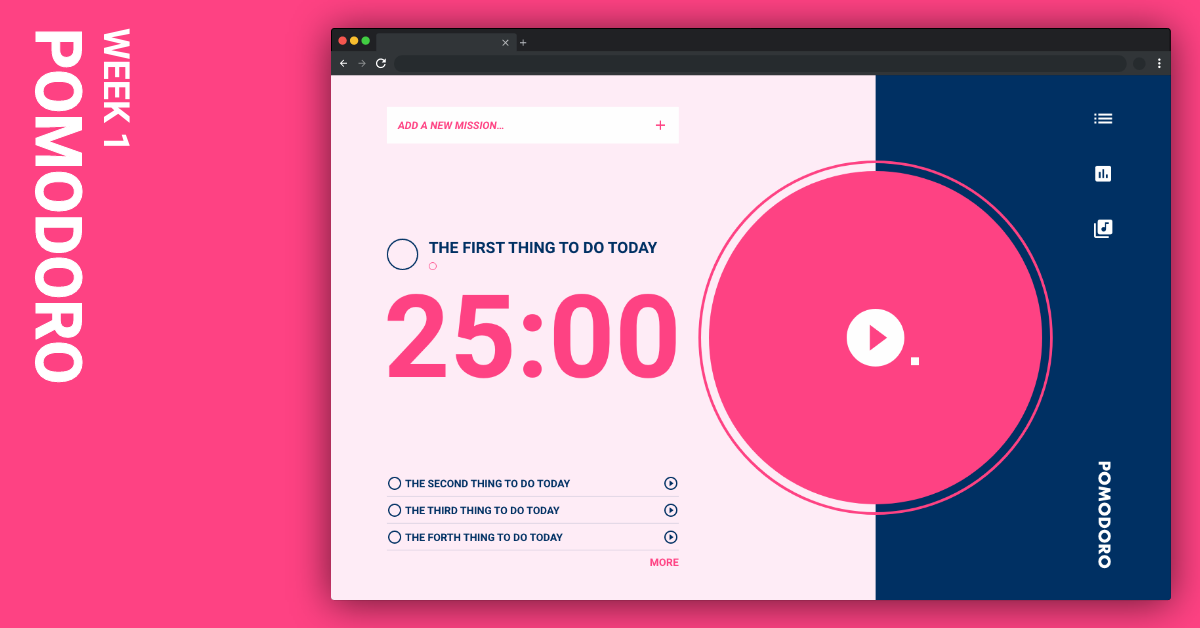 WEEK 1
POMODORO
ADD A NEW MISSION...
THE FIRST THING TO DO TODAY
25:00
THE SECOND THING TO DO TODAY
THE THIRD THING TO DO TODAY
THE FORTH THING TO DO TODAY
MORE
POMODORO